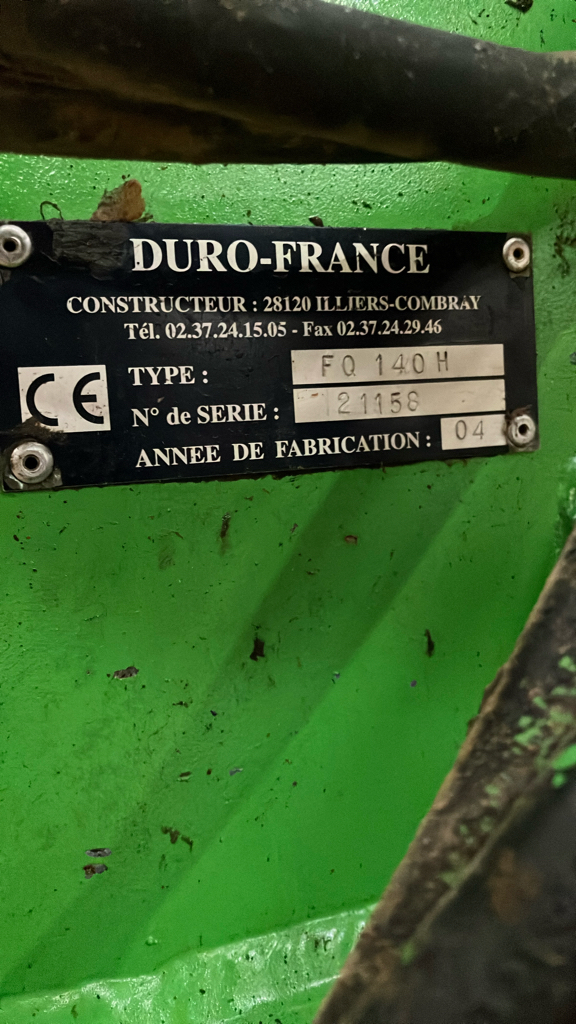 DURO-FRANCE
CONSTRUCTEUR : 28120 ILLIERS-COMBRAY
Tél. 02.37.24.15.05 - Fax 02.37.24.29.46
CE
TYPE : FQ 140 H
N° de SERIE : 21158
ANNEE DE FABRICATION : 04